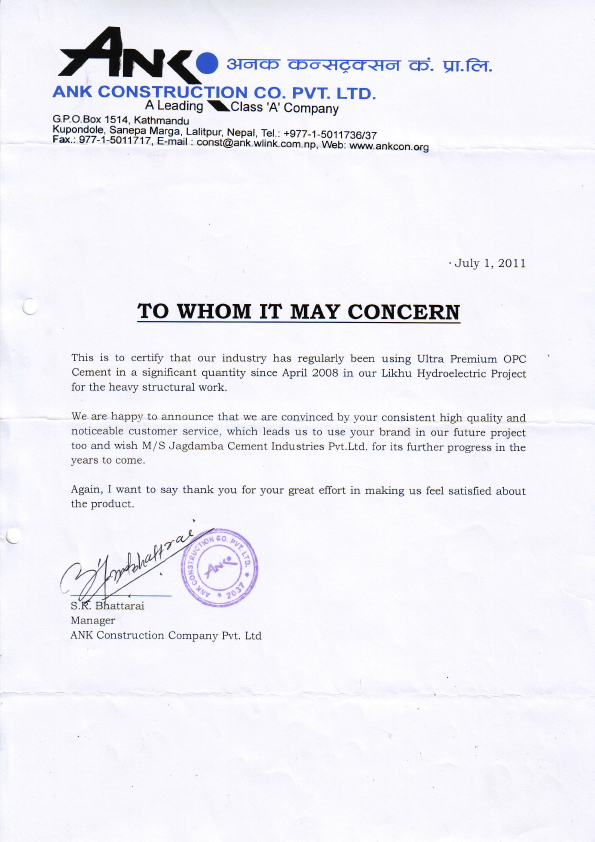 ANK अनक कन्सट्रक्सन कं. प्रा.लि.
ANK CONSTRUCTION CO. PVT. LTD.
A Leading Class 'A' Company
G.P.O.Box 1514, Kathmandu
Kupondole, Sanepa Marga, Lalitpur, Nepal, Tel.: +977-1-5011736/37
Fax.: 977-1-5011717, E-mail : const@ank.wlink.com.np, Web: www.ankcon.org
July 1, 2011
TO WHOM IT MAY CONCERN
This is to certify that our industry has regularly been using Ultra Premium OPC
Cement in a significant quantity since April 2008 in our Likhu Hydroelectric Project
for the heavy structural work.
We are happy to announce that we are convinced by your consistent high quality and
noticeable customer service, which leads us to use your brand in our future project
too and wish M/S Jagdamba Cement Industries Pvt.Ltd. for its further progress in the
years to come.
Again, I want to say thank you for your great effort in making us feel satisfied about
the product.
ANK CONSTRUCTION CO. PVT. LTD.
ANK
2037
S.R. Bhattarai
Manager
ANK Construction Company Pvt. Ltd